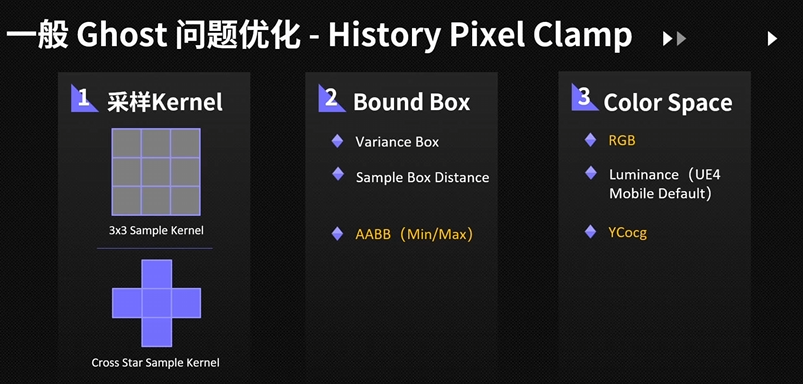 一般 Ghost 问题优化 - History Pixel Clamp
1 采样Kernel
3x3 Sample Kernel
Cross Star Sample Kernel
2 Bound Box
Variance Box
Sample Box Distance
AABB（Min/Max）
3 Color Space
RGB
Luminance（UE4
Mobile Default）
YCocg